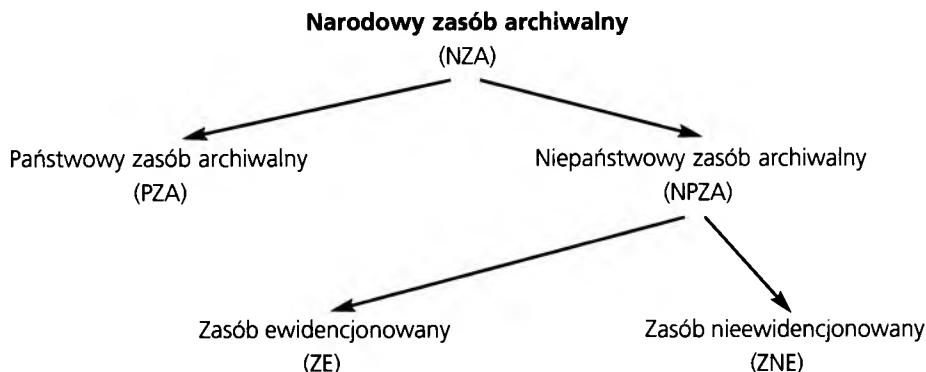 Narodowy zasób archiwalny
(NZA)
Państwowy zasób archiwalny
(PZA)
Niepaństwowy zasób archiwalny
(NPZA)
Zasób ewidencjonowany
(ZE)
Zasób nieewidencjonowany
(ZNE)